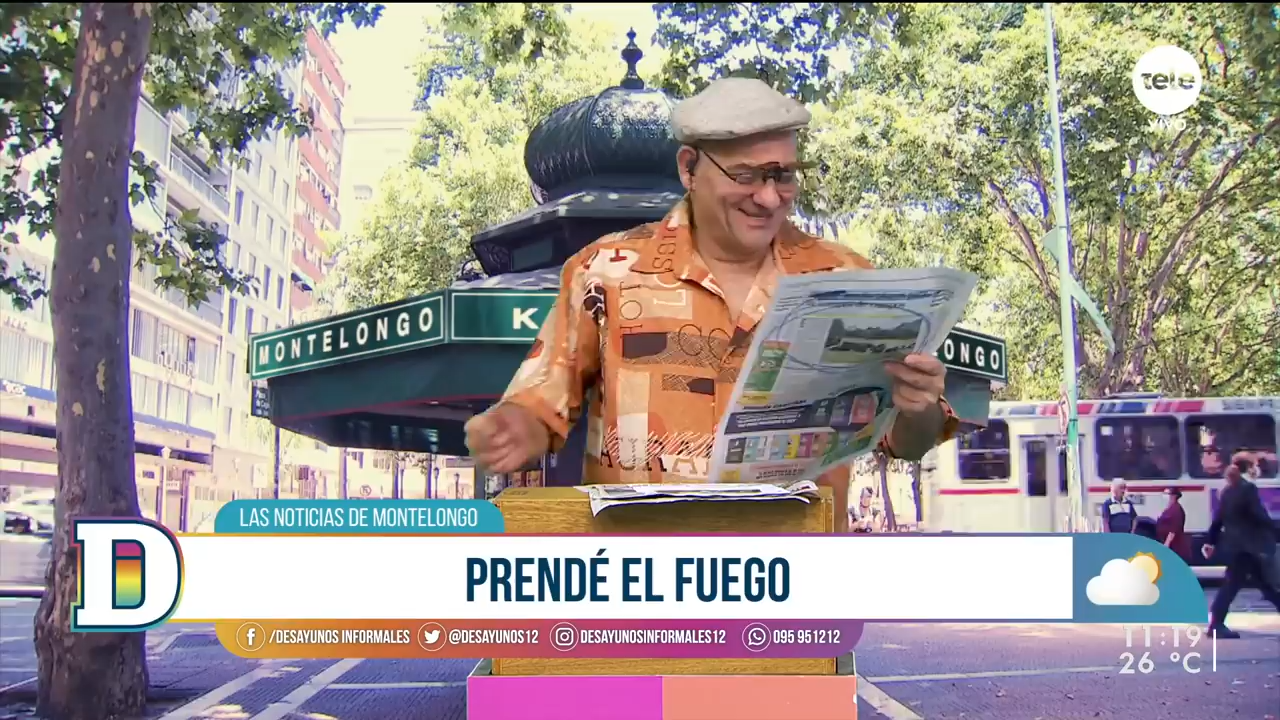 tele
VIVO
MONTELONGO
K
ONGO
LAS NOTICIAS DE MONTELONGO
D
PRENDÉ EL FUEGO
/DESAYUNOS INFORMALES
@DESAYUNOS12
DESAYUNOSINFORMALES12
095 951212
11:19
26 °C